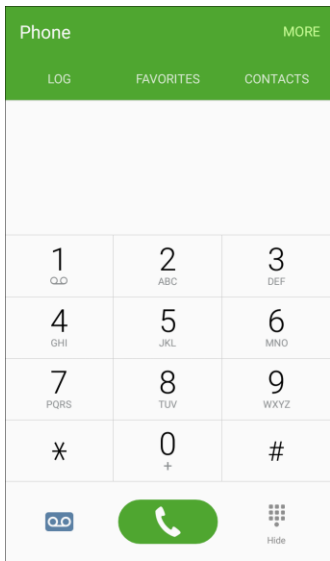 Phone MORE
LOG FAVORITES CONTACTS
1 2 3
ABC DEF
4 5 6
GHI JKL MNO
7 8 9
PQRS TUV WXYZ
* 0 #
+
Hide